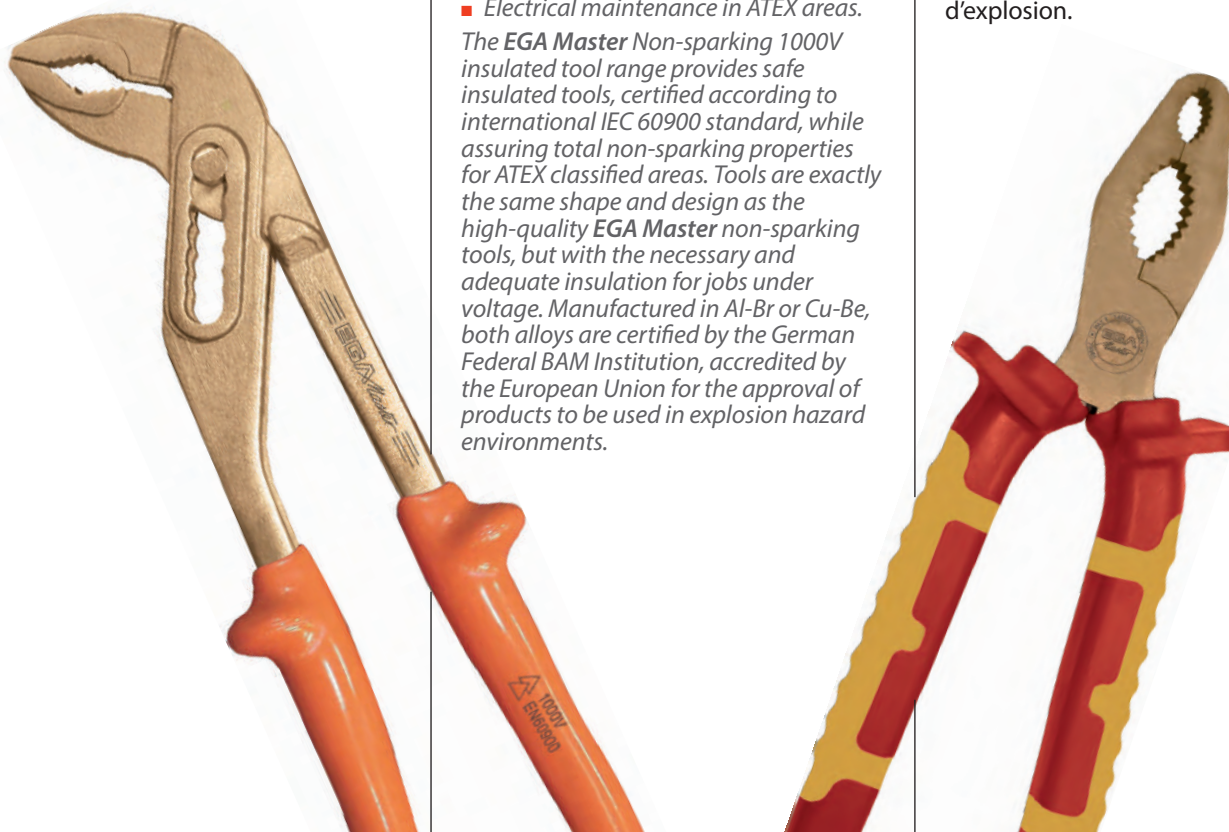 Electrical maintenance in ATEX areas.
The EGA Master Non-sparking 1000V
insulated tool range provides safe
insulated tools, certified according to
international IEC 60900 standard, while
assuring total non-sparking properties
for ATEX classified areas. Tools are exactly
the same shape and design as the
high-quality EGA Master non-sparking
tools, but with the necessary and
adequate insulation for jobs under
voltage. Manufactured in Al-Br or Cu-Be,
both alloys are certified by the German
Federal BAM Institution, accredited by
the European Union for the approval of
products to be used in explosion hazard
environments.
d’explosion.
EGA Master
1000V
EN60900
EGA
Master